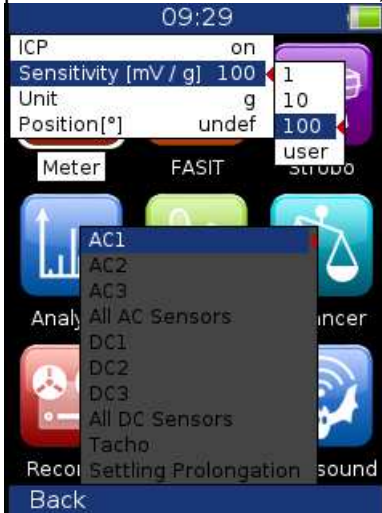 09:29
ICP on
Sensitivity [mV / g] 100
Unit g
Position[°] undef
1
10
100
user
Meter
FASIT
Strobo
AC1
AC2
AC3
All AC Sensors
DC1
DC2
DC3
All DC Sensors
Tacho
Settling Prolongation
Analy
ncer
Recor
sound
Back